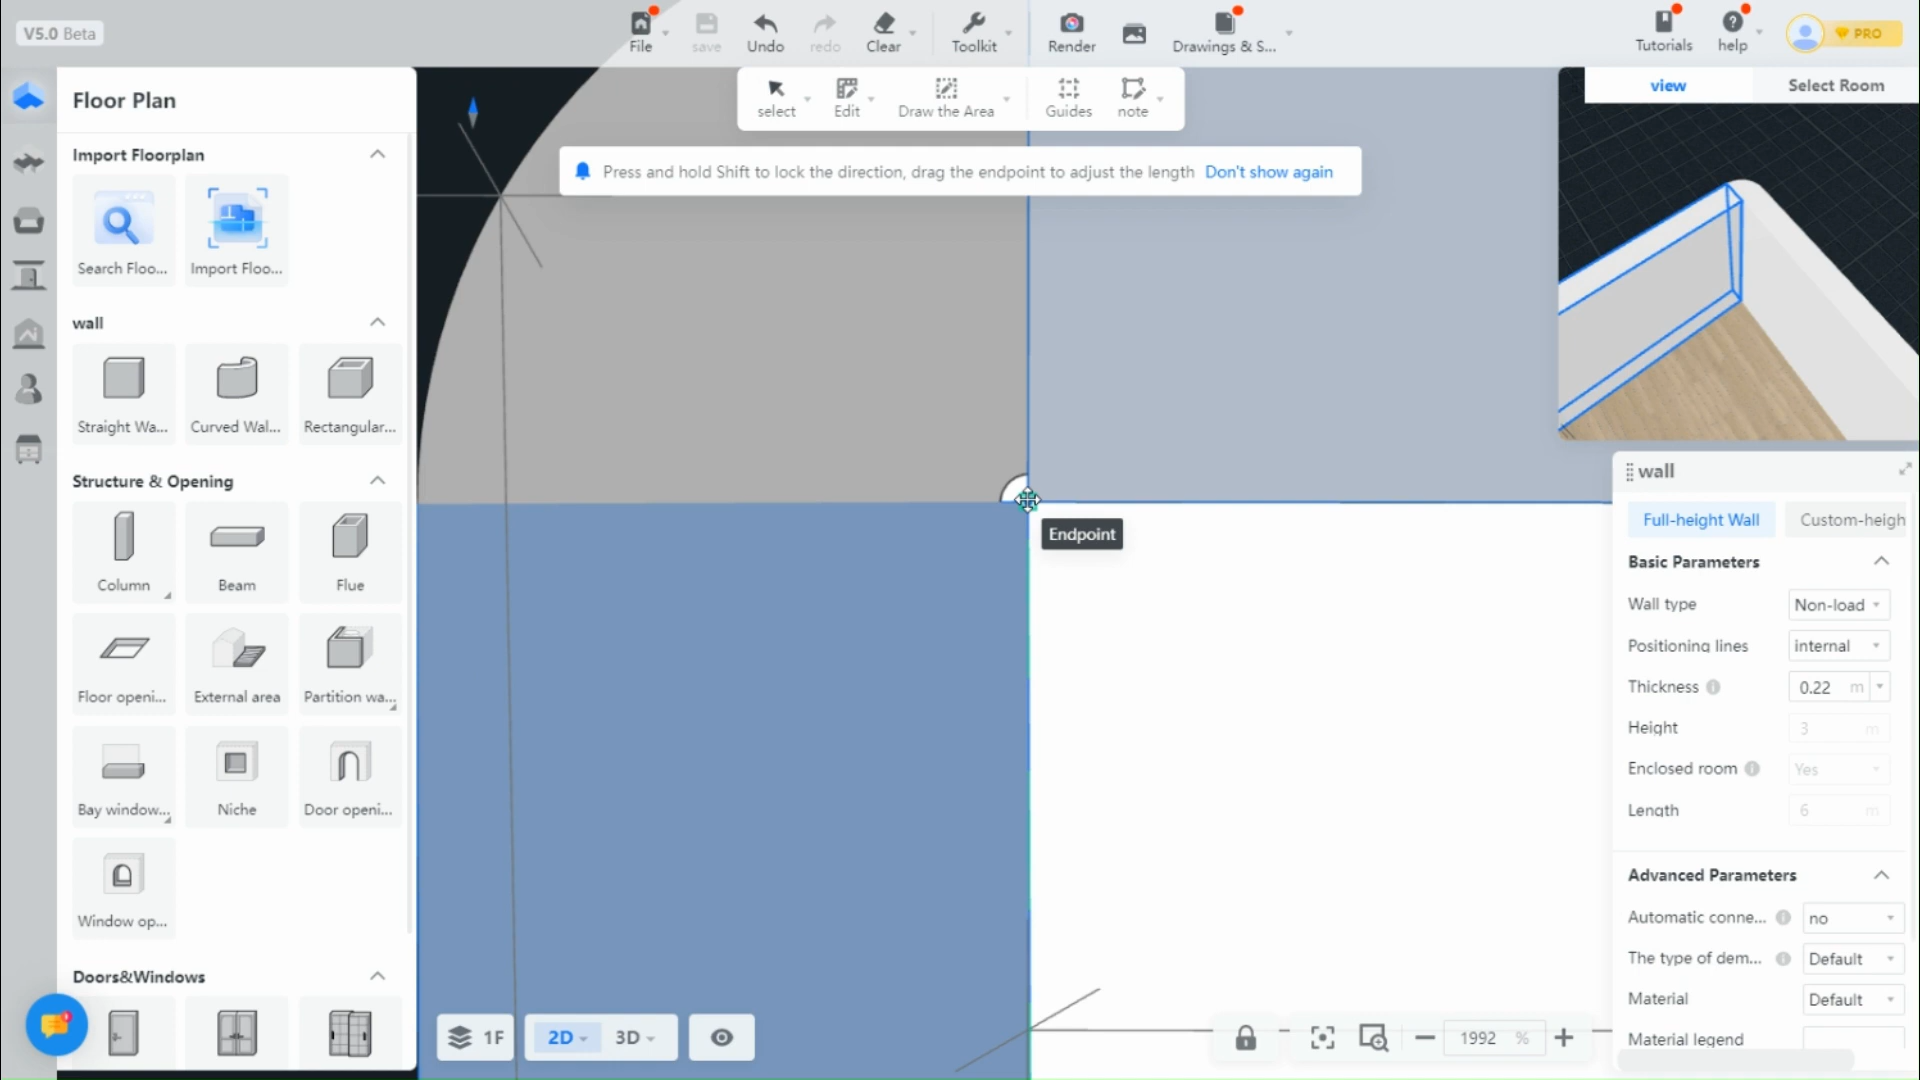 V5.0 Beta
File
save
Undo
redo
Clear
Toolkit
Render
Drawings & S...
Tutorials
help
PRO
select
Edit
Draw the Area
Guides
note
view
Select Room
Floor Plan
Press and hold Shift to lock the direction, drag the endpoint to adjust the length Don't show again
Import Floorplan
Search Floo...
Import Floo...
wall
Straight Wa...
Curved Wal...
Rectangular...
Structure & Opening
Column
Beam
Flue
Floor openi...
External area
Partition wa...
Bay window...
Niche
Door openi...
Window op...
Doors&Windows
Endpoint
wall
Full-height Wall
Custom-heigh
Basic Parameters
Wall type
Non-load
Positioning lines
internal
Thickness
0.22 m
Height
3 m
Enclosed room
Yes
Length
6 m
Advanced Parameters
Automatic conne...
no
The type of dem...
Default
Material
Default
Material legend
1F
2D
3D
1992 %